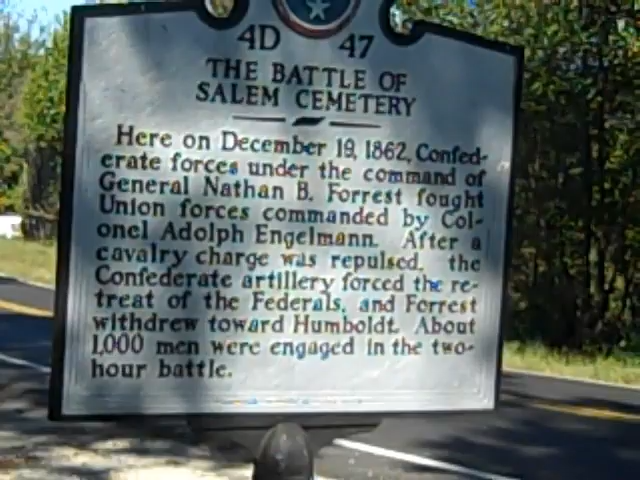 4D 47
THE BATTLE OF
SALEM CEMETERY
Here on December 19, 1862, Confed-
erate forces under the command of
General Nathan B. Forrest fought
Union forces commanded by Col-
onel Adolph Engelmann. After a
cavalry charge was repulsed, the
Confederate artillery forced the re-
treat of the Federals, and Forrest
withdrew toward Humboldt. About
1,000 men were engaged in the two-
hour battle.